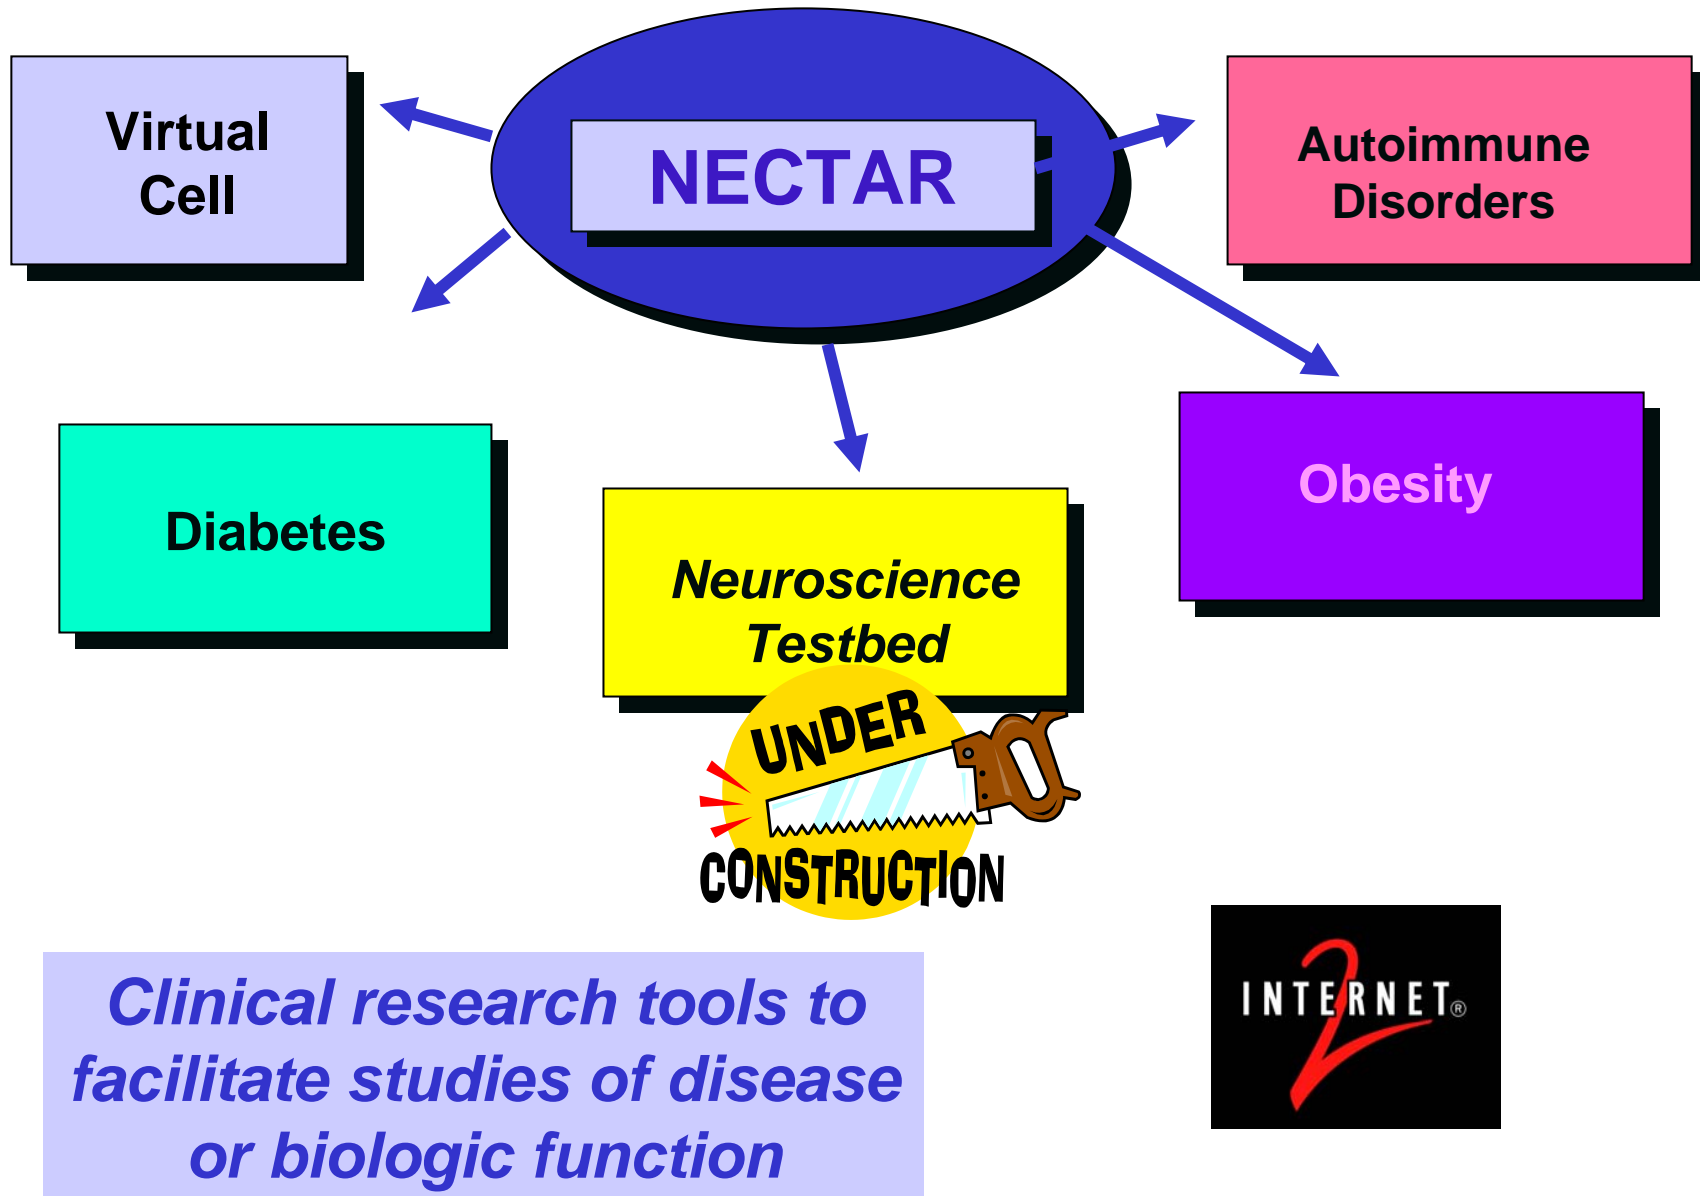 NECTAR
Virtual
Cell
Autoimmune
Disorders
Diabetes
Neuroscience
Testbed
Obesity
UNDER
CONSTRUCTION
Clinical research tools to
facilitate studies of disease
or biologic function
INTERNET®
2